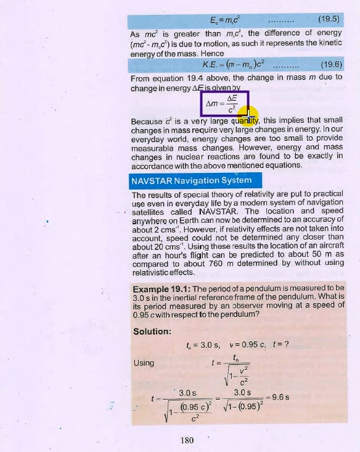 E₀ = m₀c² .......... (19.5)
As mc² is greater than m₀c², the difference of energy
(mc² - m₀c²) is due to motion, as such it represents the kinetic
energy of the mass. Hence
K.E. = (m – m₀)c² .......... (19.6)
From equation 19.4 above, the change in mass m due to
change in energy ΔE is given by
Δm = ΔE / c²
Because c² is a very large quantity, this implies that small
changes in mass require very large changes in energy. In our
everyday world, energy changes are too small to provide
measurable mass changes. However, energy and mass
changes in nuclear reactions are found to be exactly in
accordance with the above mentioned equations.
NAVSTAR Navigation System
The results of special theory of relativity are put to practical
use even in everyday life by a modern system of navigation
satellites called NAVSTAR. The location and speed
anywhere on Earth can now be determined to an accuracy of
about 2 cms⁻¹. However, if relativity effects are not taken into
account, speed could not be determined any closer than
about 20 cms⁻¹. Using these results the location of an aircraft
after an hour's flight can be predicted to about 50 m as
compared to about 760 m determined by without using
relativistic effects.
Example 19.1: The period of a pendulum is measured to be
3.0 s in the inertial reference frame of the pendulum. What is
its period measured by an observer moving at a speed of
0.95 c with respect to the pendulum?
Solution:
t₀ = 3.0 s, v = 0.95 c, t = ?
Using t = t₀ / √(1 - v²/c²)
t = 3.0 s / √(1 - (0.95 c)²/c²) = 3.0 s / √(1 - (0.95)²) = 9.6 s
180